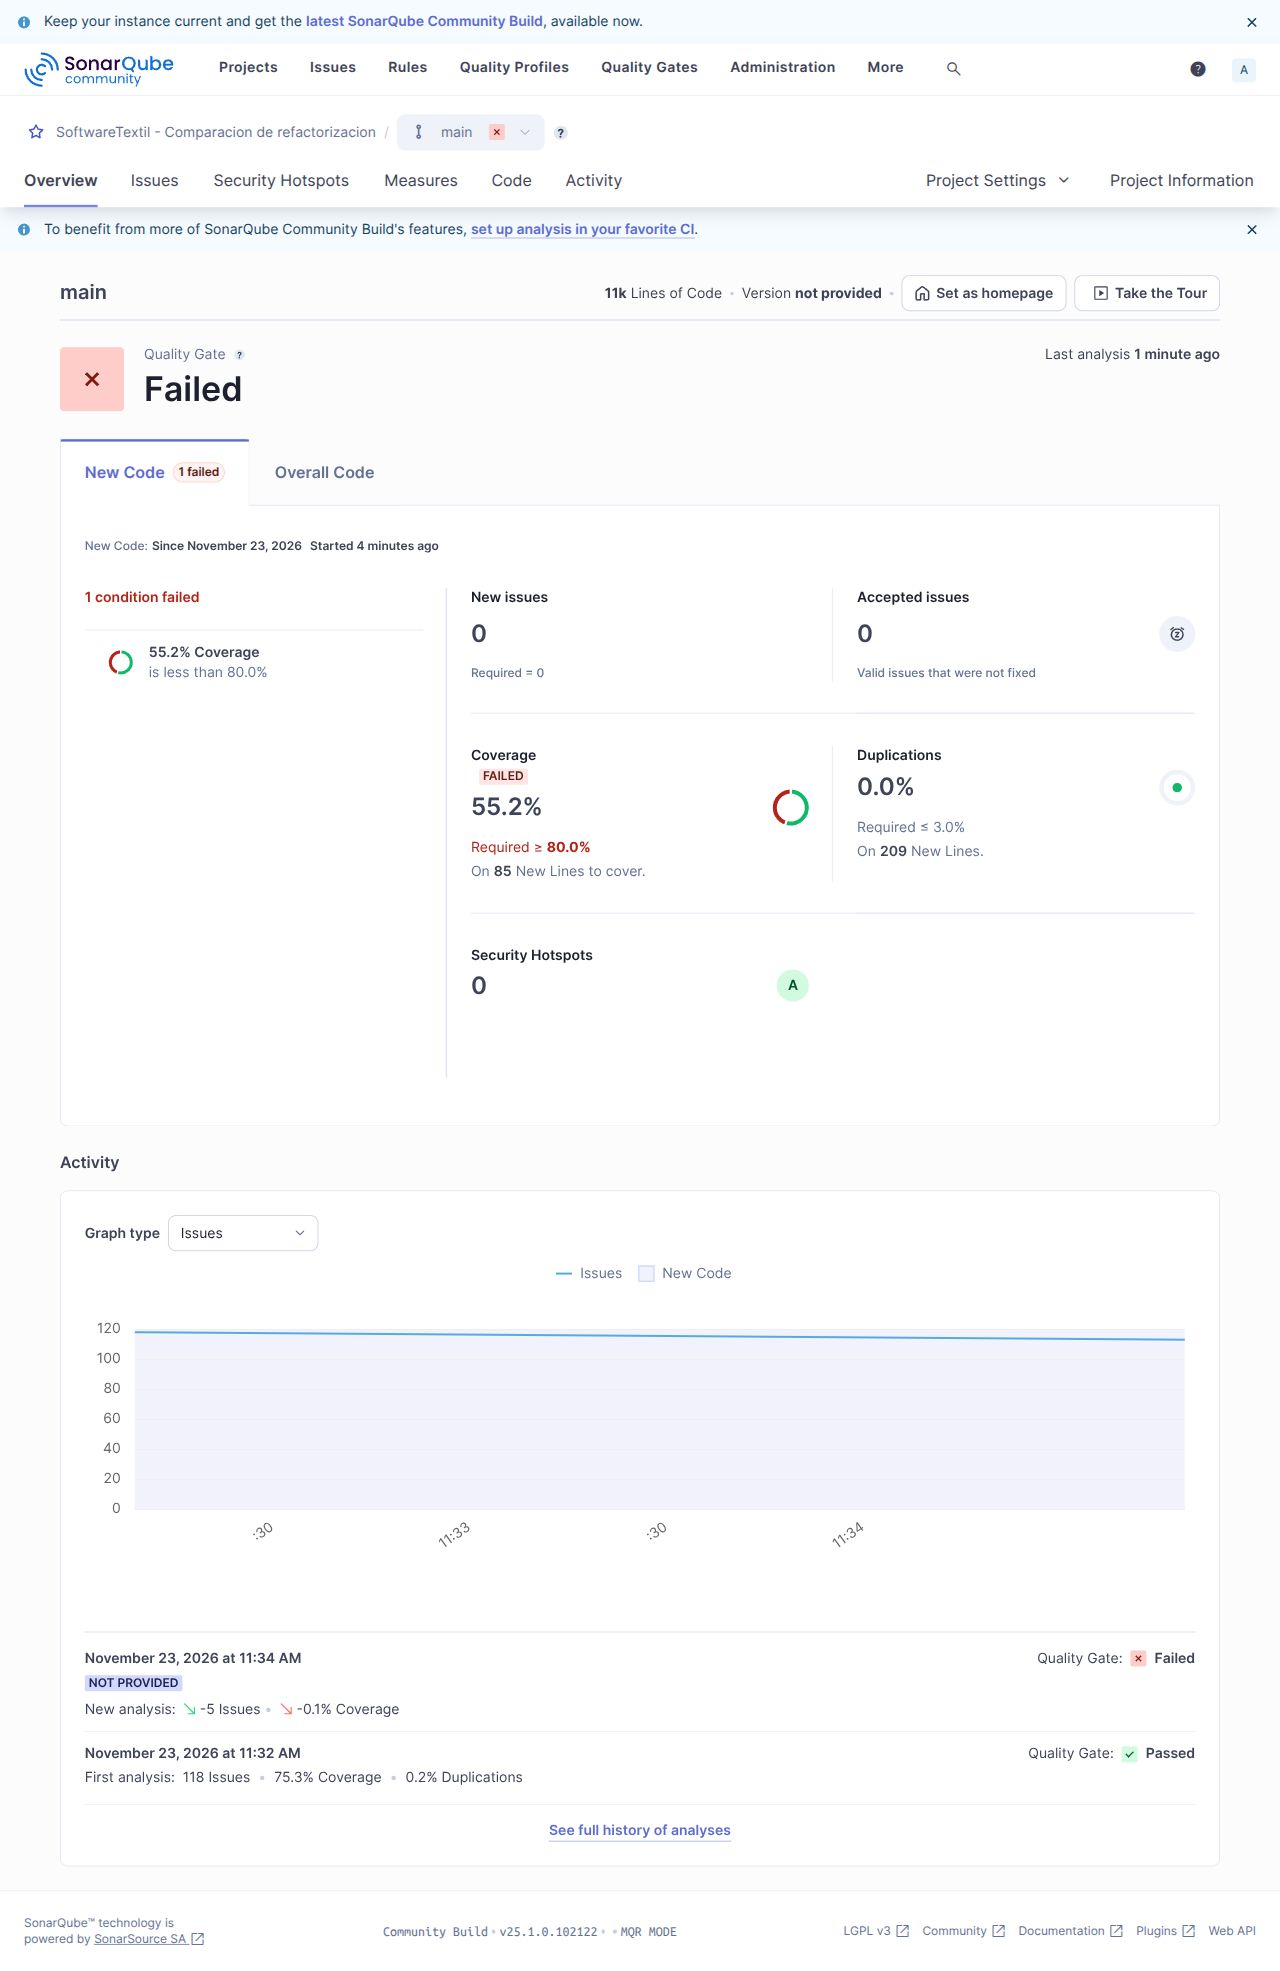 Keep your instance current and get the latest SonarQube Community Build, available now.
SonarQube community
Projects Issues Rules Quality Profiles Quality Gates Administration More ? A
SoftwareTextil - Comparacion de refactorizacion / main ?
Overview Issues Security Hotspots Measures Code Activity Project Settings Project Information
To benefit from more of SonarQube Community Build's features, set up analysis in your favorite CI.
main 11k Lines of Code • Version not provided • Set as homepage Take the Tour
Quality Gate ? Last analysis 1 minute ago
Failed
New Code 1 failed Overall Code
New Code: Since November 23, 2026 Started 4 minutes ago
1 condition failed
55.2% Coverage
is less than 80.0%
New issues
0
Required = 0
Accepted issues
0
Valid issues that were not fixed
Coverage
FAILED
55.2%
Required ≥ 80.0%
On 85 New Lines to cover.
Duplications
0.0%
Required ≤ 3.0%
On 209 New Lines.
Security Hotspots
0 A
Activity
Graph type Issues
Issues New Code
120
100
80
60
40
20
0
:30 11:33 :30 11:34
November 23, 2026 at 11:34 AM Quality Gate: Failed
NOT PROVIDED
New analysis: -5 Issues • -0.1% Coverage
November 23, 2026 at 11:32 AM Quality Gate: Passed
First analysis: 118 Issues • 75.3% Coverage • 0.2% Duplications
See full history of analyses
SonarQube™ technology is
powered by SonarSource SA
Community Build • v25.1.0.102122 • • MQR MODE
LGPL v3 Community Documentation Plugins Web API